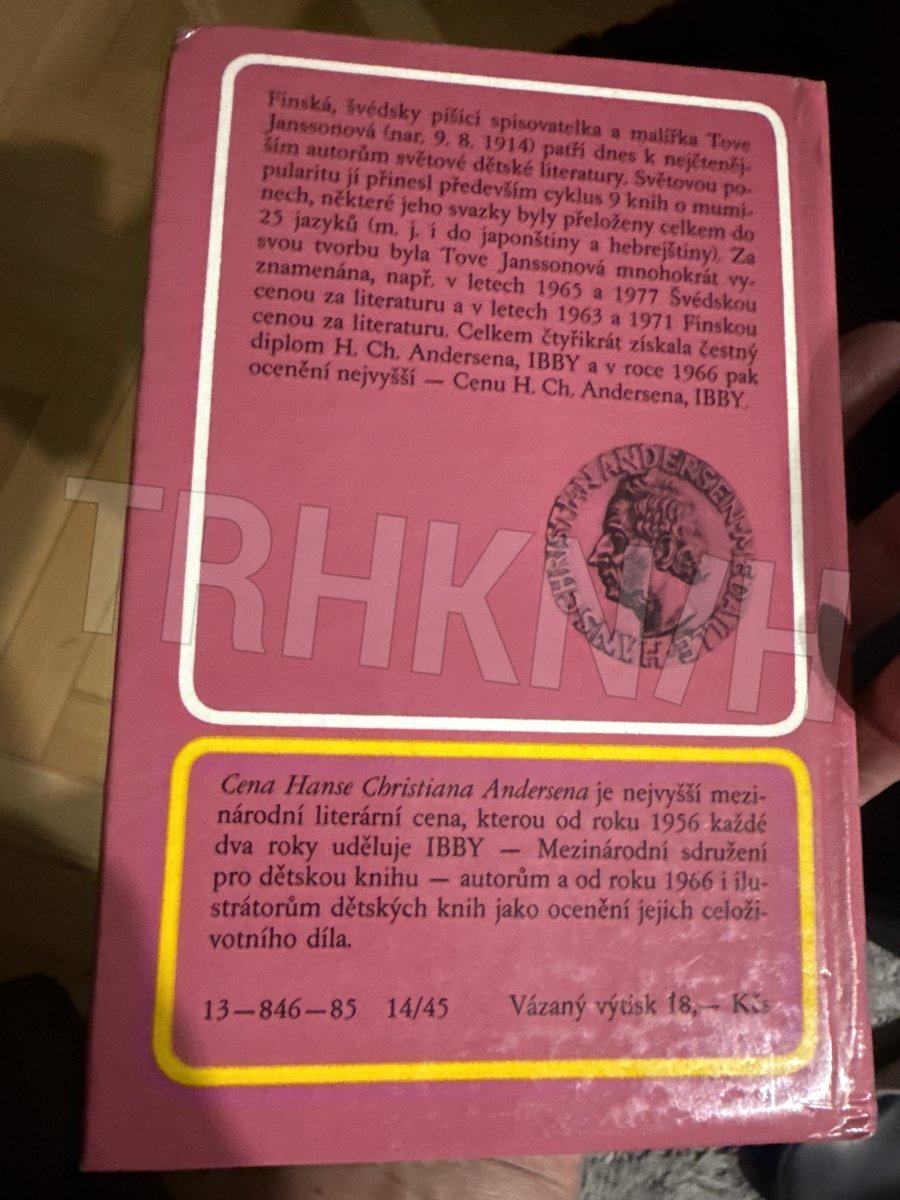 Finská, švédsky píšící spisovatelka a malířka Tove
Janssonová (nar. 9. 8. 1914) patří dnes k nejčteněj-
ším autorům světové dětské literatury. Světovou po-
pularitu jí přinesl především cyklus 9 knih o mumi-
nech, některé jeho svazky byly přeloženy celkem do
25 jazyků (m. j. i do japonštiny a hebrejštiny). Za
svou tvorbu byla Tove Janssonová mnohokrát vy-
znamenána, např. v letech 1965 a 1977 Švédskou
cenou za literaturu a v letech 1963 a 1971 Finskou
cenou za literaturu. Celkem čtyřikrát získala čestný
diplom H. Ch. Andersena, IBBY a v roce 1966 pak
ocenění nejvyšší — Cenu H. Ch. Andersena, IBBY.
HANS CHRISTIAN ANDERSEN MEDAILLE
TRHKNIH
Cena Hanse Christiana Andersena je nejvyšší mezi-
národní literární cena, kterou od roku 1956 každé
dva roky uděluje IBBY — Mezinárodní sdružení
pro dětskou knihu — autorům a od roku 1966 i ilu-
strátorům dětských knih jako ocenění jejich celoži-
votního díla.
13—846—85 14/45 Vázaný výtisk 18,— Kčs